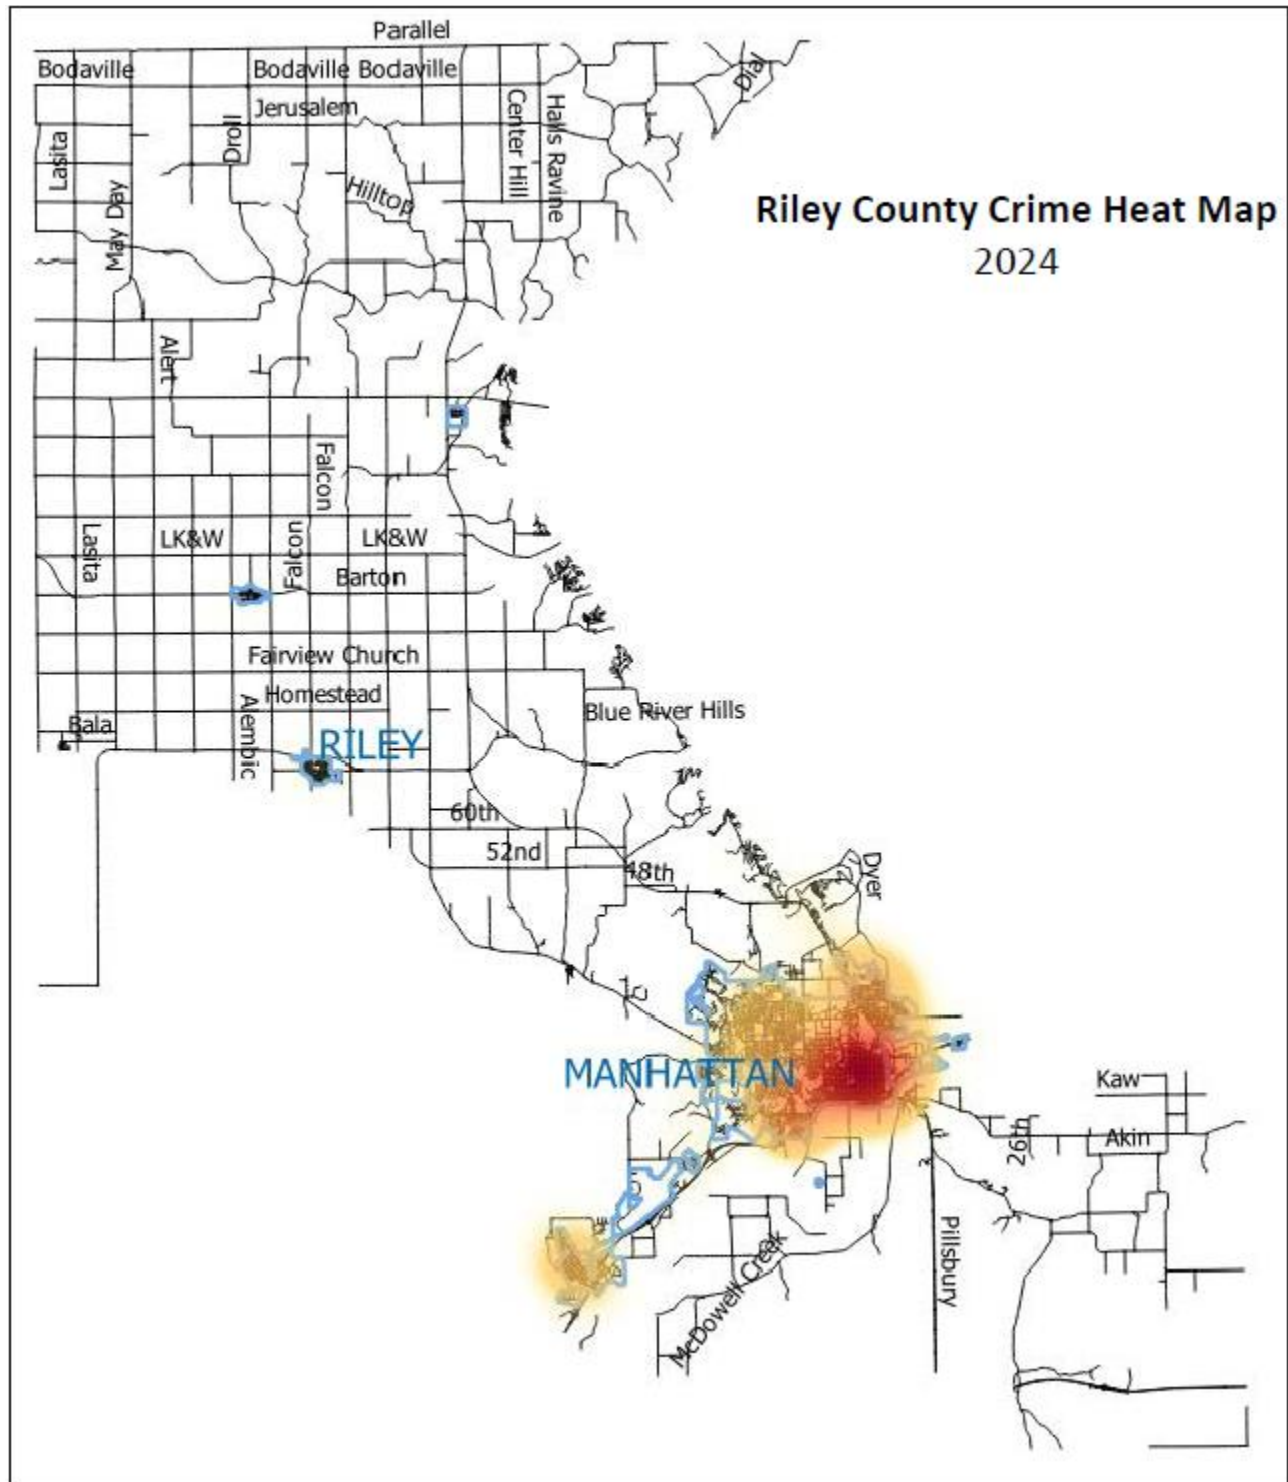 Parallel
Bodaville
Bodaville
Bodaville
Dial
Jerusalem
Center Hill
Halls Ravine
Droll
Lasita
Hilltop
May Day
Riley County Crime Heat Map
2024
Alert
Falcon
Lasita
LK&W
Falcon
LK&W
Barton
Fairview Church
Homestead
Alembic
Bala
RILEY
Blue River Hills
60th
52nd
48th
Dyer
MANHATTAN
Kaw
26th
Akin
Pillsbury
McDowell Creek